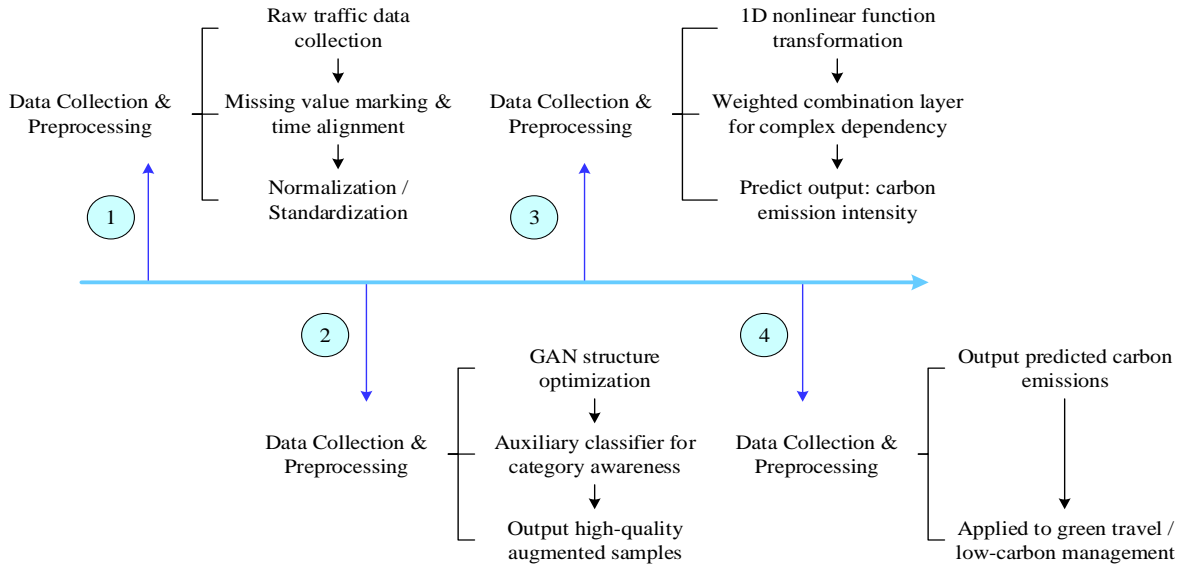 Raw traffic data
collection
Data Collection &
Preprocessing
Missing value marking &
time alignment
Normalization /
Standardization
1
1D nonlinear function
transformation
Data Collection &
Preprocessing
Weighted combination layer
for complex dependency
Predict output: carbon
emission intensity
3
2
GAN structure
optimization
Data Collection &
Preprocessing
Auxiliary classifier for
category awareness
Output high-quality
augmented samples
4
Output predicted carbon
emissions
Data Collection &
Preprocessing
Applied to green travel /
low-carbon management